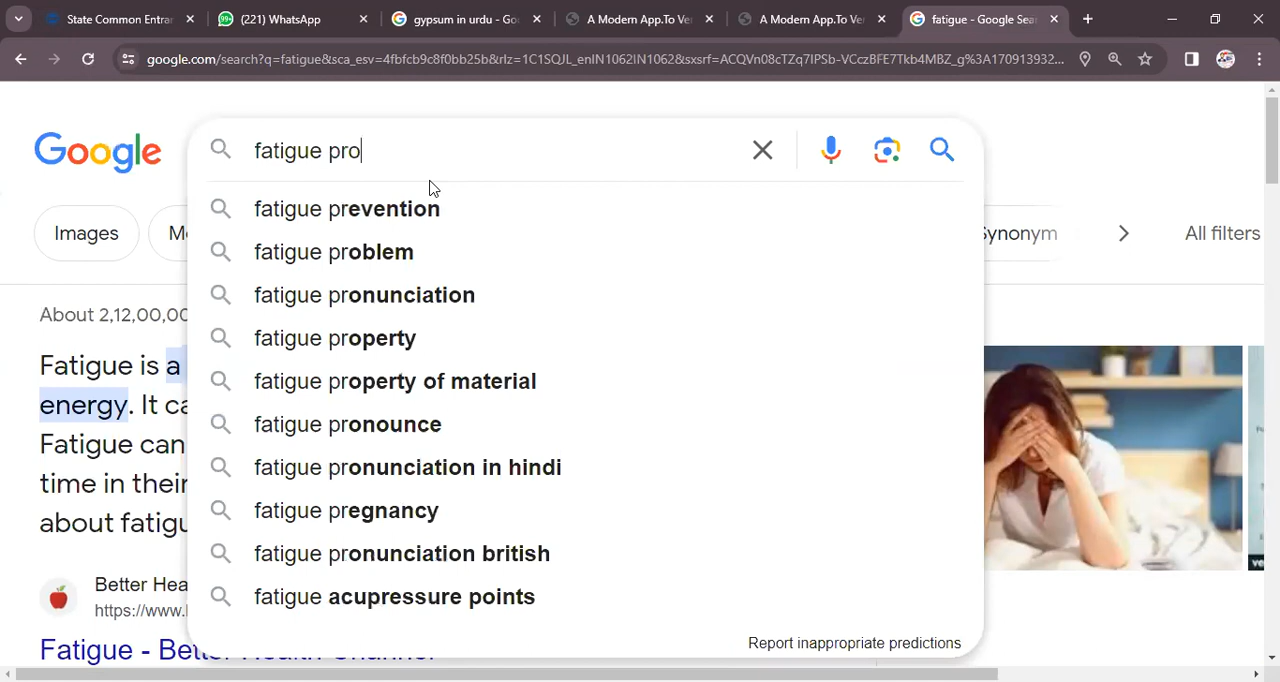 State Common Entrar
(221) WhatsApp
gypsum in urdu - Goo
A Modern App.To Ve
A Modern App.To Ve
fatigue - Google Sear
google.com/search?q=fatigue&sca_esv=4fbfcb9c8f0bb25b&rlz=1C1SQJL_enIN1062IN1062&sxsrf=ACQVn08cTZq7IPSb-VCczBFE7Tkb4MBZ_g%3A170913932...
Google
fatigue pro
fatigue prevention
fatigue problem
fatigue pronunciation
fatigue property
fatigue property of material
fatigue pronounce
fatigue pronunciation in hindi
fatigue pregnancy
fatigue pronunciation british
fatigue acupressure points
Report inappropriate predictions
Images
M
Synonym
All filters
About 2,12,00,00
Fatigue is a
energy. It ca
Fatigue can
time in their
about fatigu
Better Hea
https://www.
Fatigue - Better Health Channel